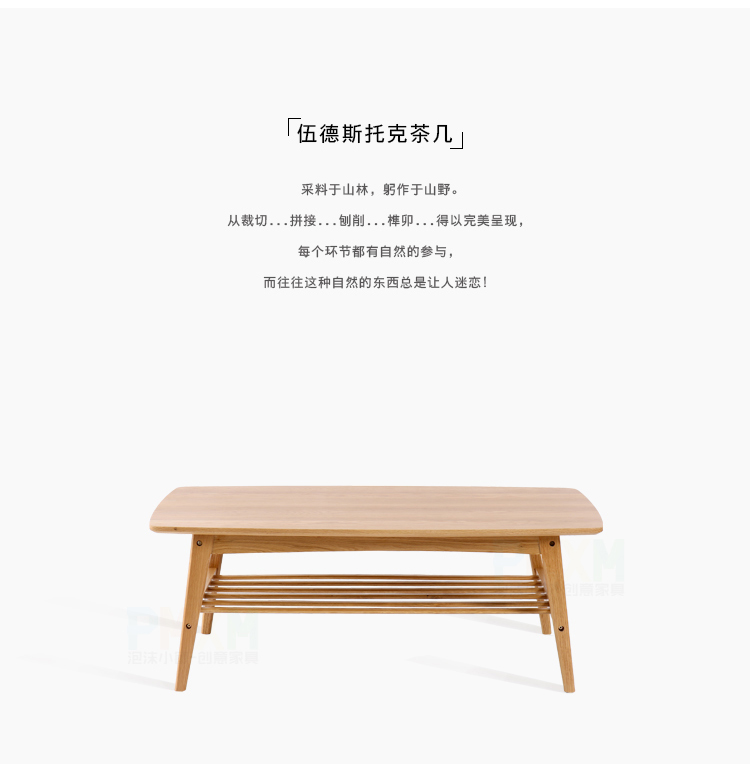 「伍德斯托克茶几」
采料于山林，躬作于山野。
从裁切...拼接...刨削...榫卯...得以完美呈现，
每个环节都有自然的参与，
而往往这种自然的东西总是让人迷恋！